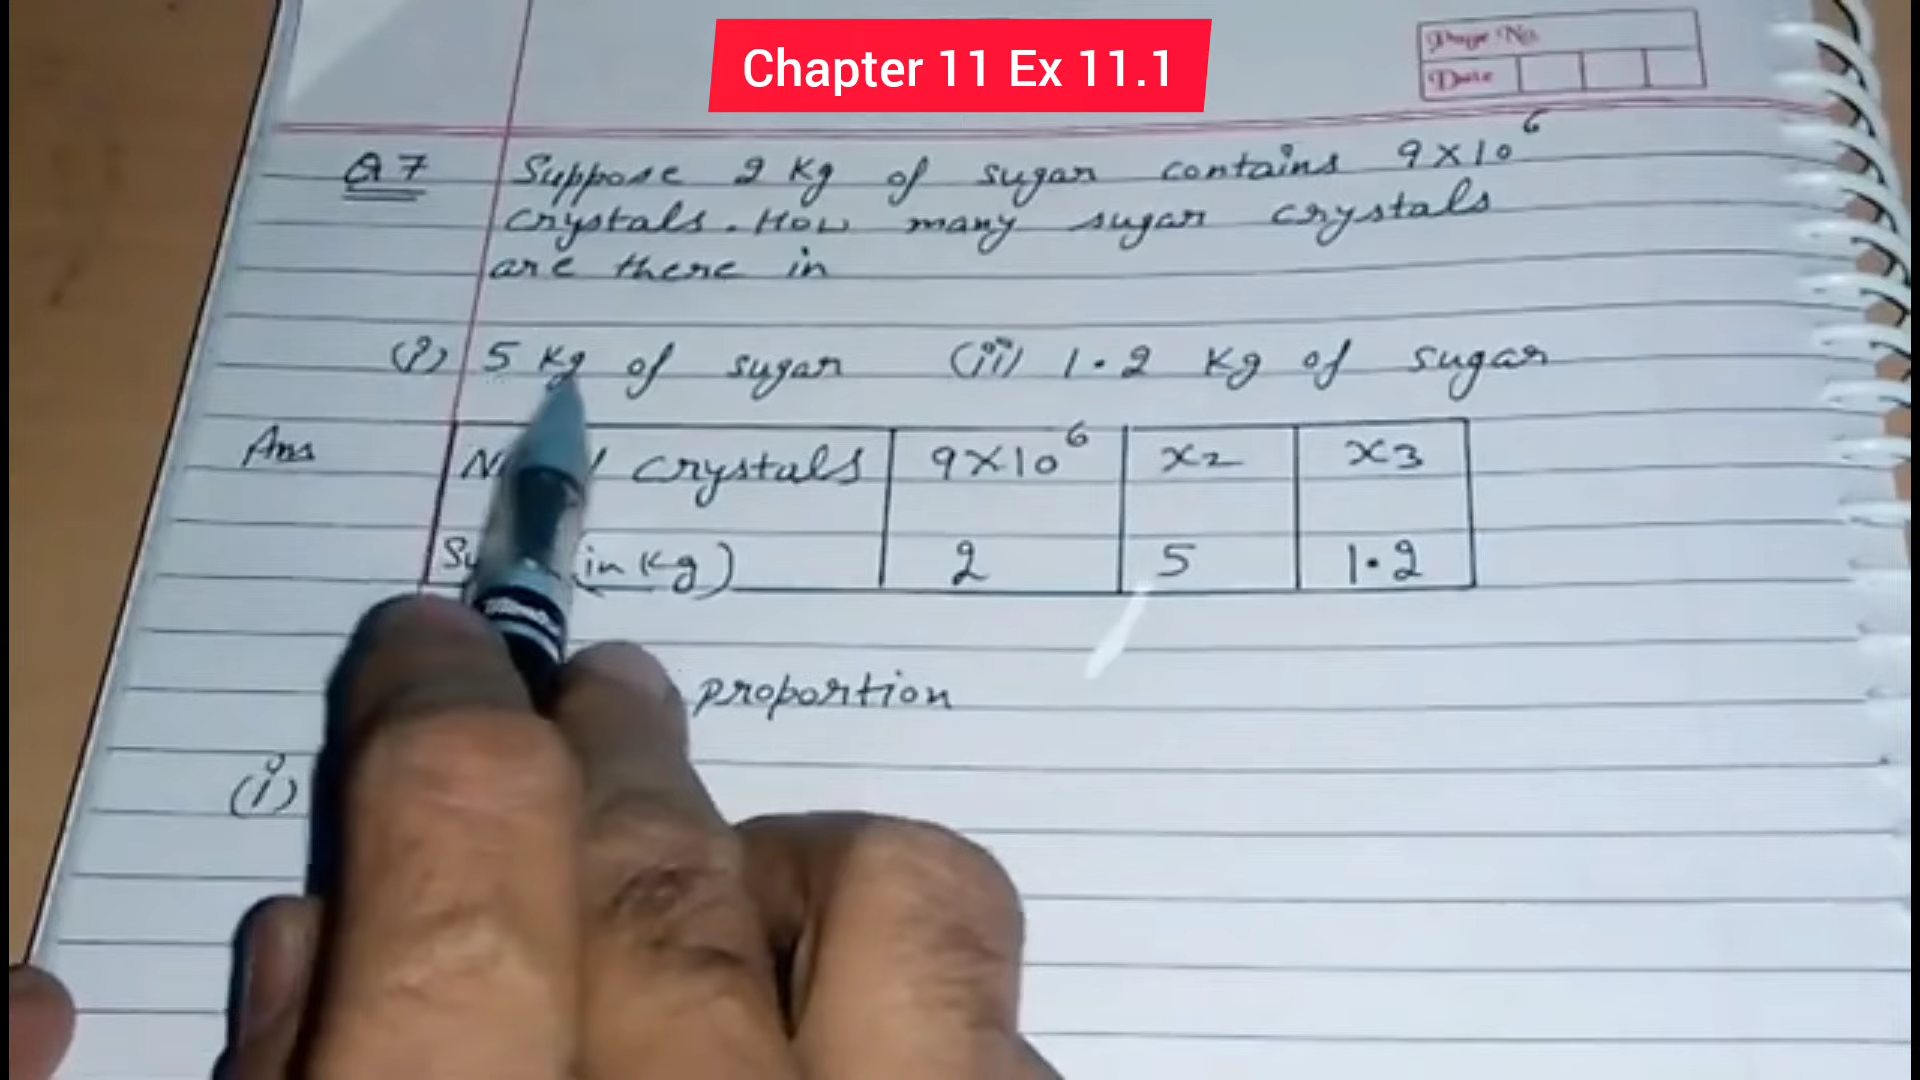 Chapter 11 Ex 11.1
Page No.
Date
Q 7 Suppose 2 Kg of sugar contains 9×10⁶
crystals. How many sugar crystals
are there in
(i) 5 Kg of sugar (ii) 1.2 Kg of sugar
Ans
crystals 9×10⁶ x2 x3
(in Kg) 2 5 1.2
proportion
(i)